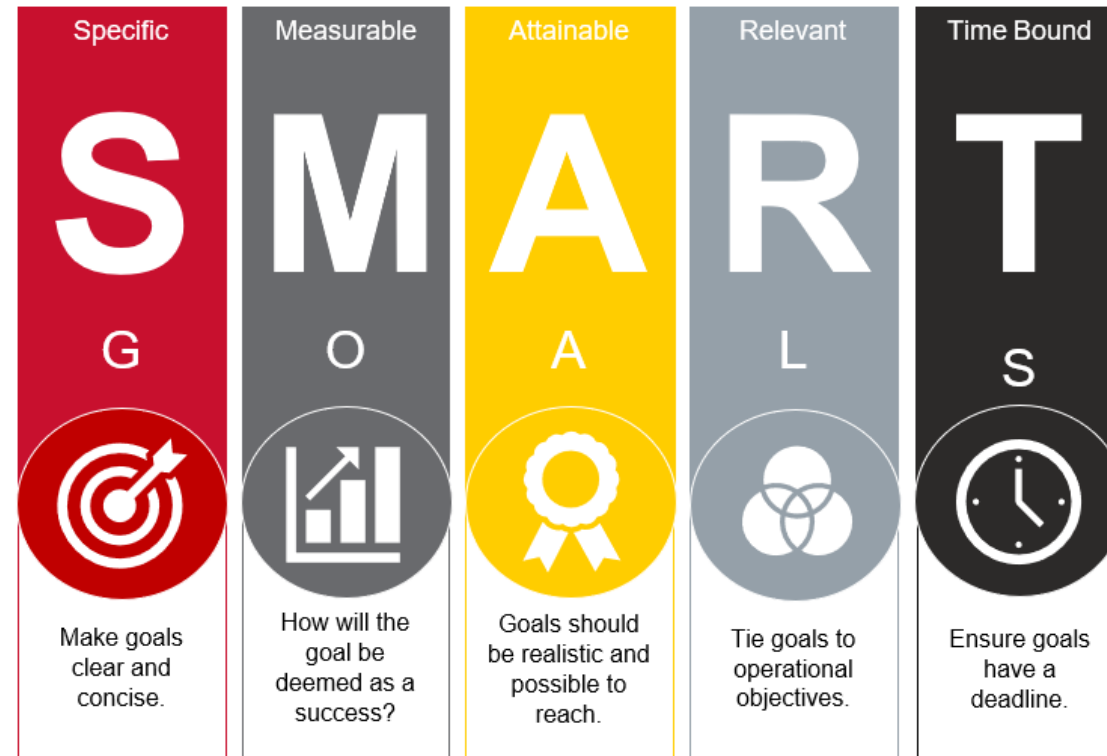 Specific
Measurable
Attainable
Relevant
Time Bound
S
M
A
R
T
G
O
A
L
S
Make goals
clear and
concise.
How will the
goal be
deemed as a
success?
Goals should
be realistic and
possible to
reach.
Tie goals to
operational
objectives.
Ensure goals
have a
deadline.